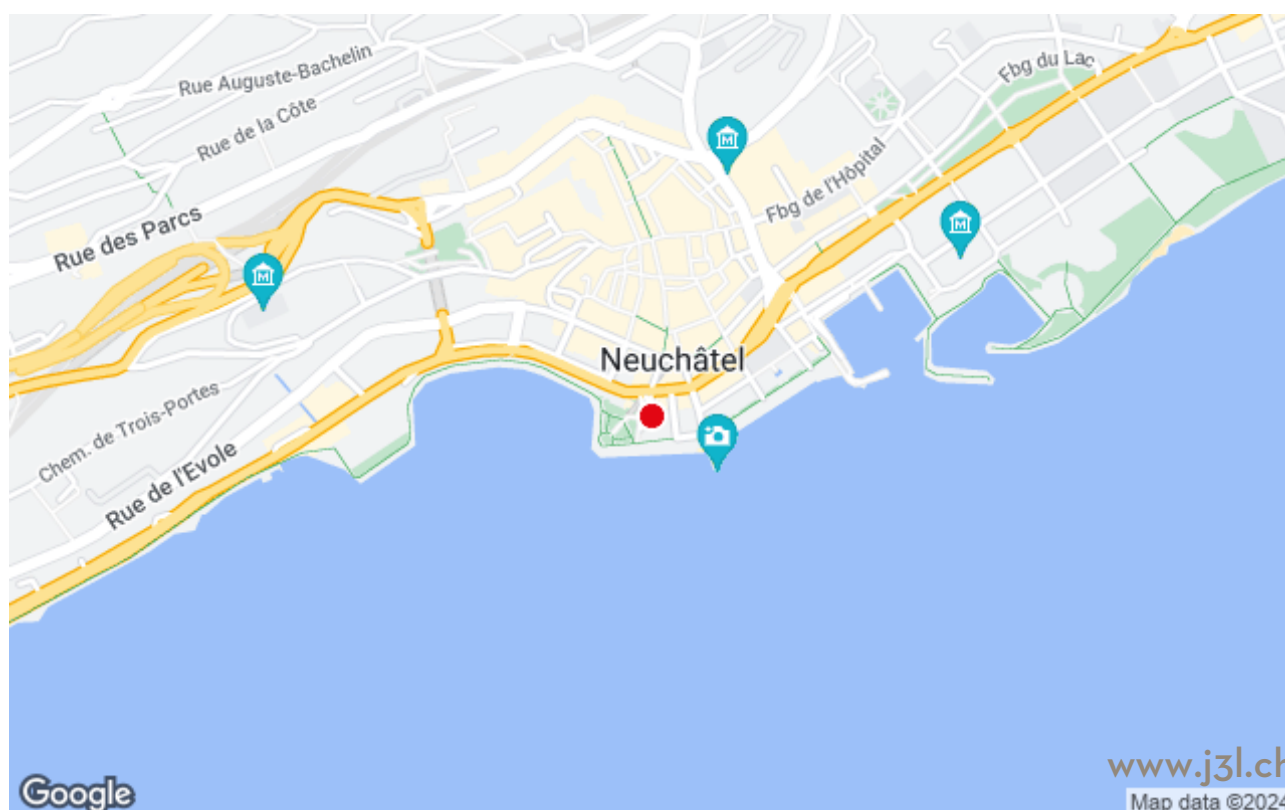 Rue Auguste-Bachelin
Fbg du Lac
Rue de la Côte
Fbg de l'Hôpital
Rue des Parcs
Neuchâtel
Chem. de Trois-Portes
Rue de l'Evole
www.j3l.ch
Google
Map data ©2024